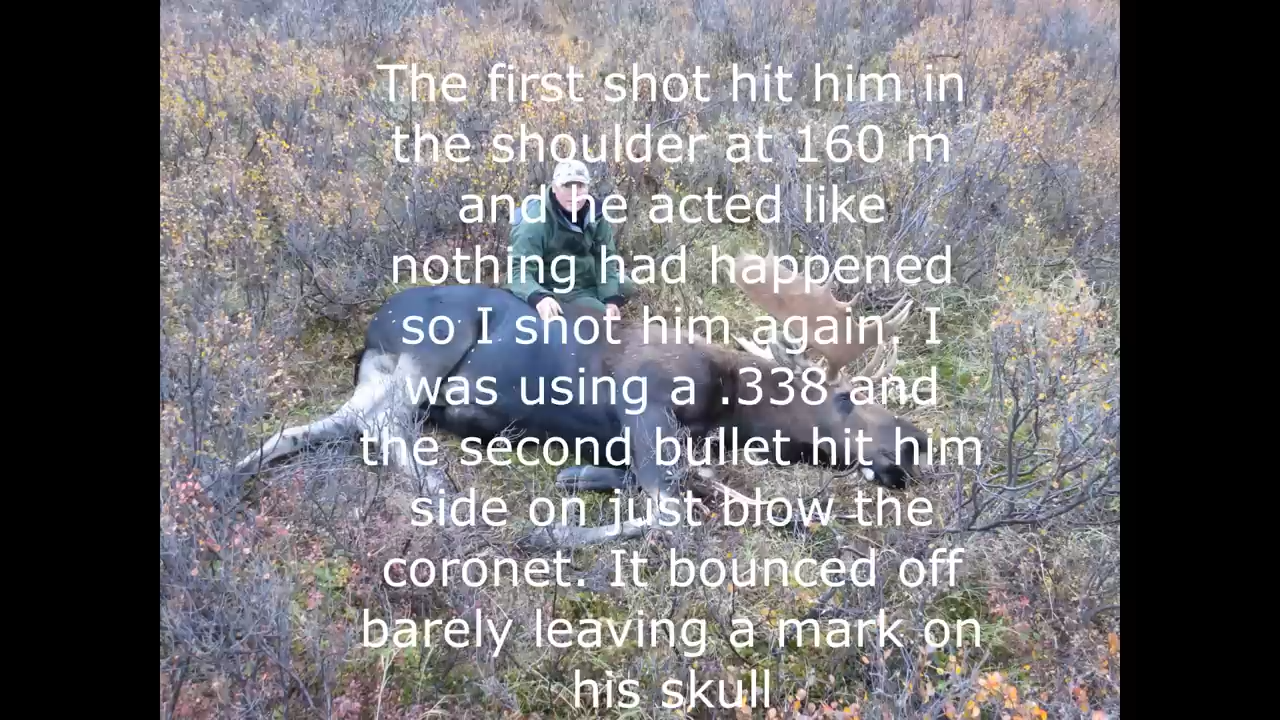 The first shot hit him in
the shoulder at 160 m
and he acted like
nothing had happened
so I shot him again. I
was using a .338 and
the second bullet hit him
side on just blow the
coronet. It bounced off
barely leaving a mark on
his skull